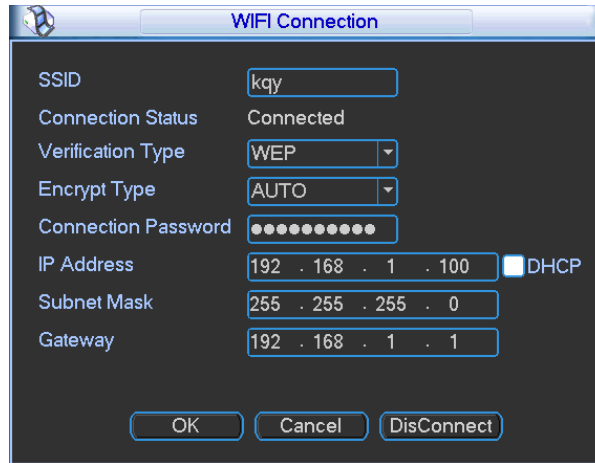 WIFI Connection
SSID kqy
Connection Status Connected
Verification Type WEP
Encrypt Type AUTO
Connection Password ●●●●●●●●●●
IP Address 192 . 168 . 1 . 100 DHCP
Subnet Mask 255 . 255 . 255 . 0
Gateway 192 . 168 . 1 . 1
OK Cancel DisConnect